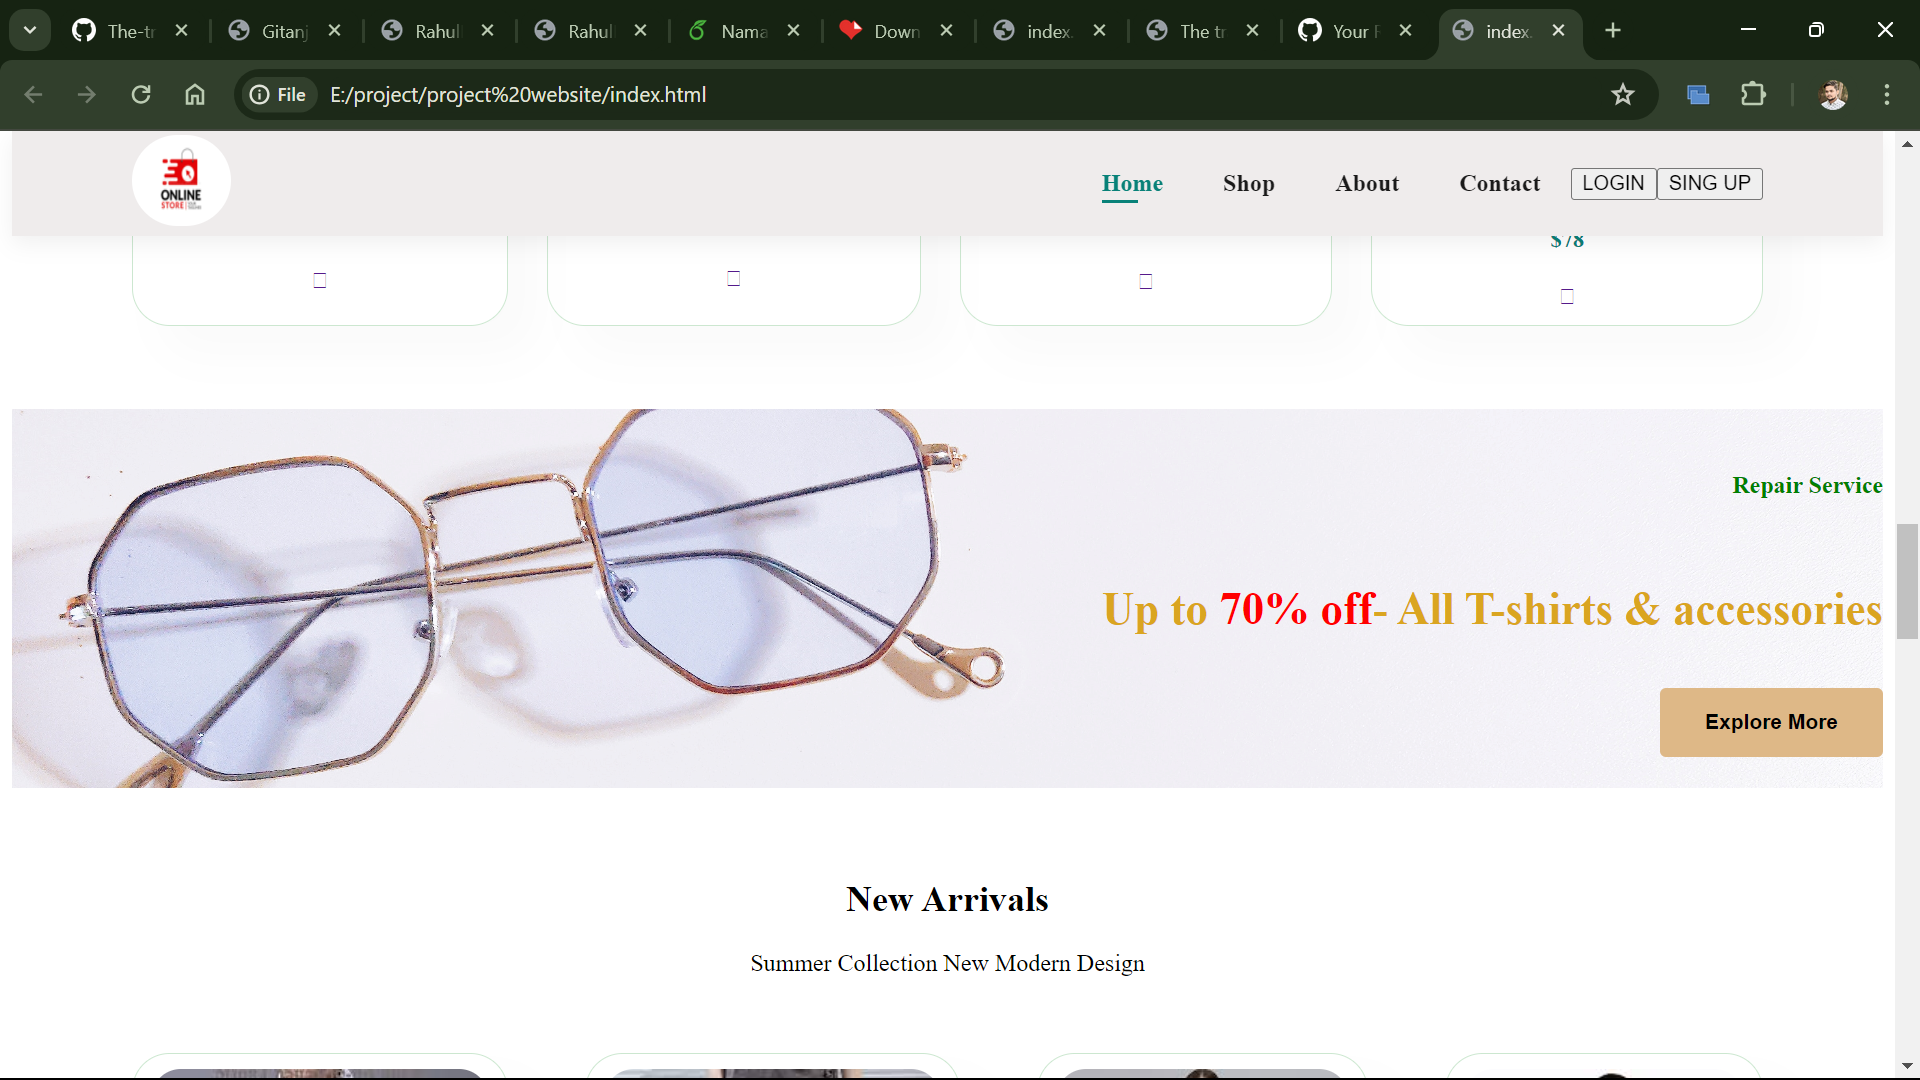 The-tr
Gitanj
Rahul
Rahul
Nama
Down
index.
The tr
Your R
index.
File
E:/project/project%20website/index.html
ONLINE
STORE
Home
Shop
About
Contact
LOGIN
SING UP
$78
Repair Service
Up to 70% off- All T-shirts & accessories
Explore More
New Arrivals
Summer Collection New Modern Design